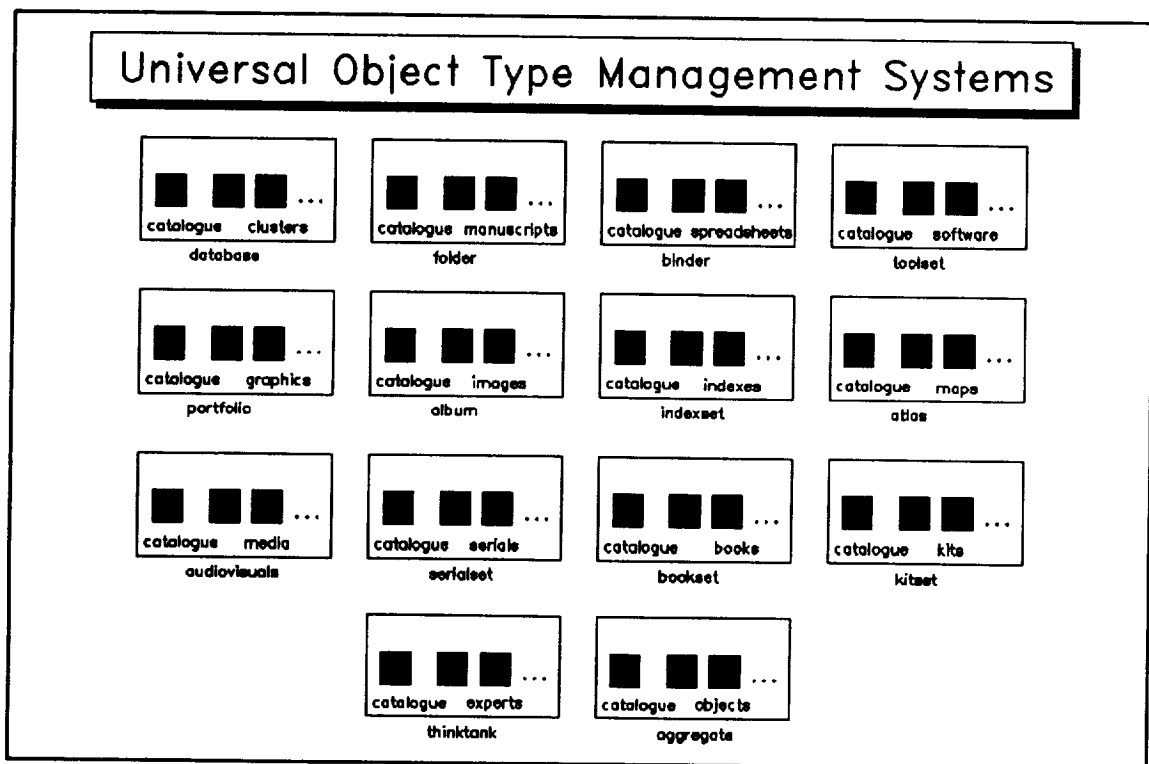 Universal Object Type Management Systems
... ... ... ...
catalogue clusters catalogue manuscripts catalogue spreadsheets catalogue software
database folder binder toolset
... ... ... ...
catalogue graphics catalogue images catalogue indexes catalogue maps
portfolio album indexset atlas
... ... ... ...
catalogue media catalogue serials catalogue books catalogue kits
audiovisuals serialset bookset kitset
... ...
catalogue experts catalogue objects
thinktank aggregate